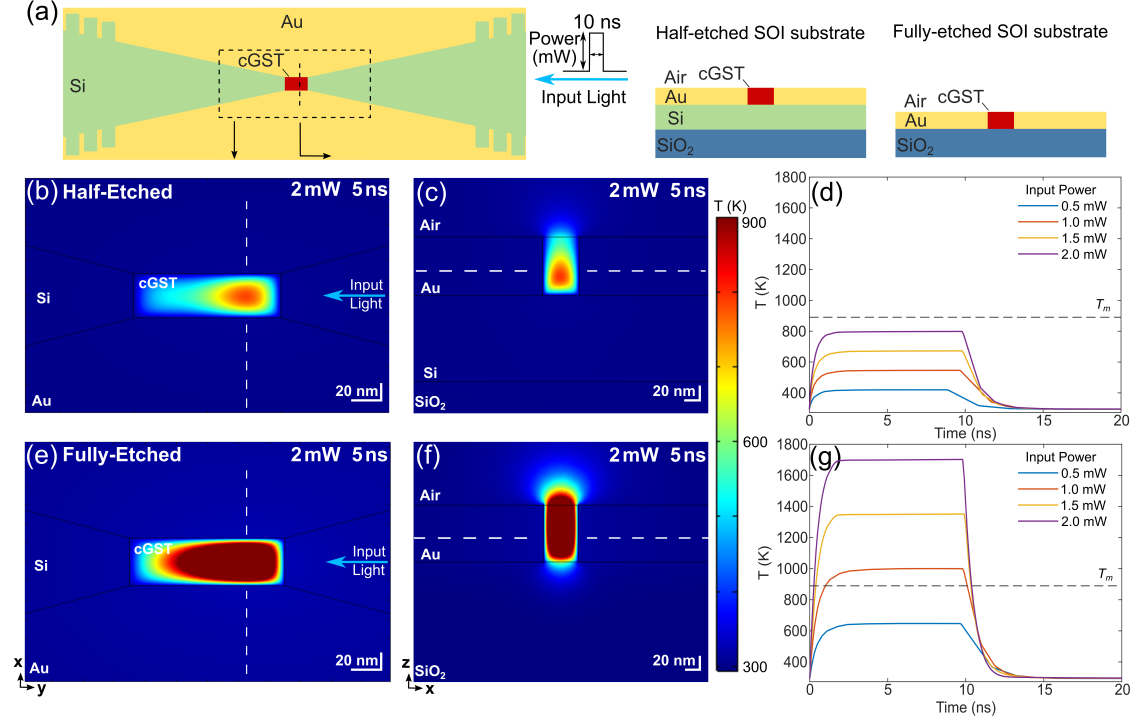 (a)
Au
cGST
Si
10 ns
Power
(mW)
Input Light
Half-etched SOI substrate
Air
cGST
Au
Si
SiO2
Fully-etched SOI substrate
Air
cGST
Au
SiO2
(b) Half-Etched
2 mW 5 ns
cGST
Si
Input
Light
20 nm
Au
(c)
2 mW 5 ns
Air
Au
Si
SiO2
T (K)
900
600
300
(d)
1800
1600
1400
1200
1000
800
600
400
T (K)
Input Power
0.5 mW
1.0 mW
1.5 mW
2.0 mW
Tm
0 5 10 15 20
Time (ns)
20 nm
(e) Fully-Etched
2 mW 5 ns
cGST
Si
Input
Light
20 nm
Au
x
y
(f)
2 mW 5 ns
Air
Au
SiO2
20 nm
z
x
(g)
1800
1600
1400
1200
1000
800
600
400
T (K)
Input Power
0.5 mW
1.0 mW
1.5 mW
2.0 mW
Tm
0 5 10 15 20
Time (ns)